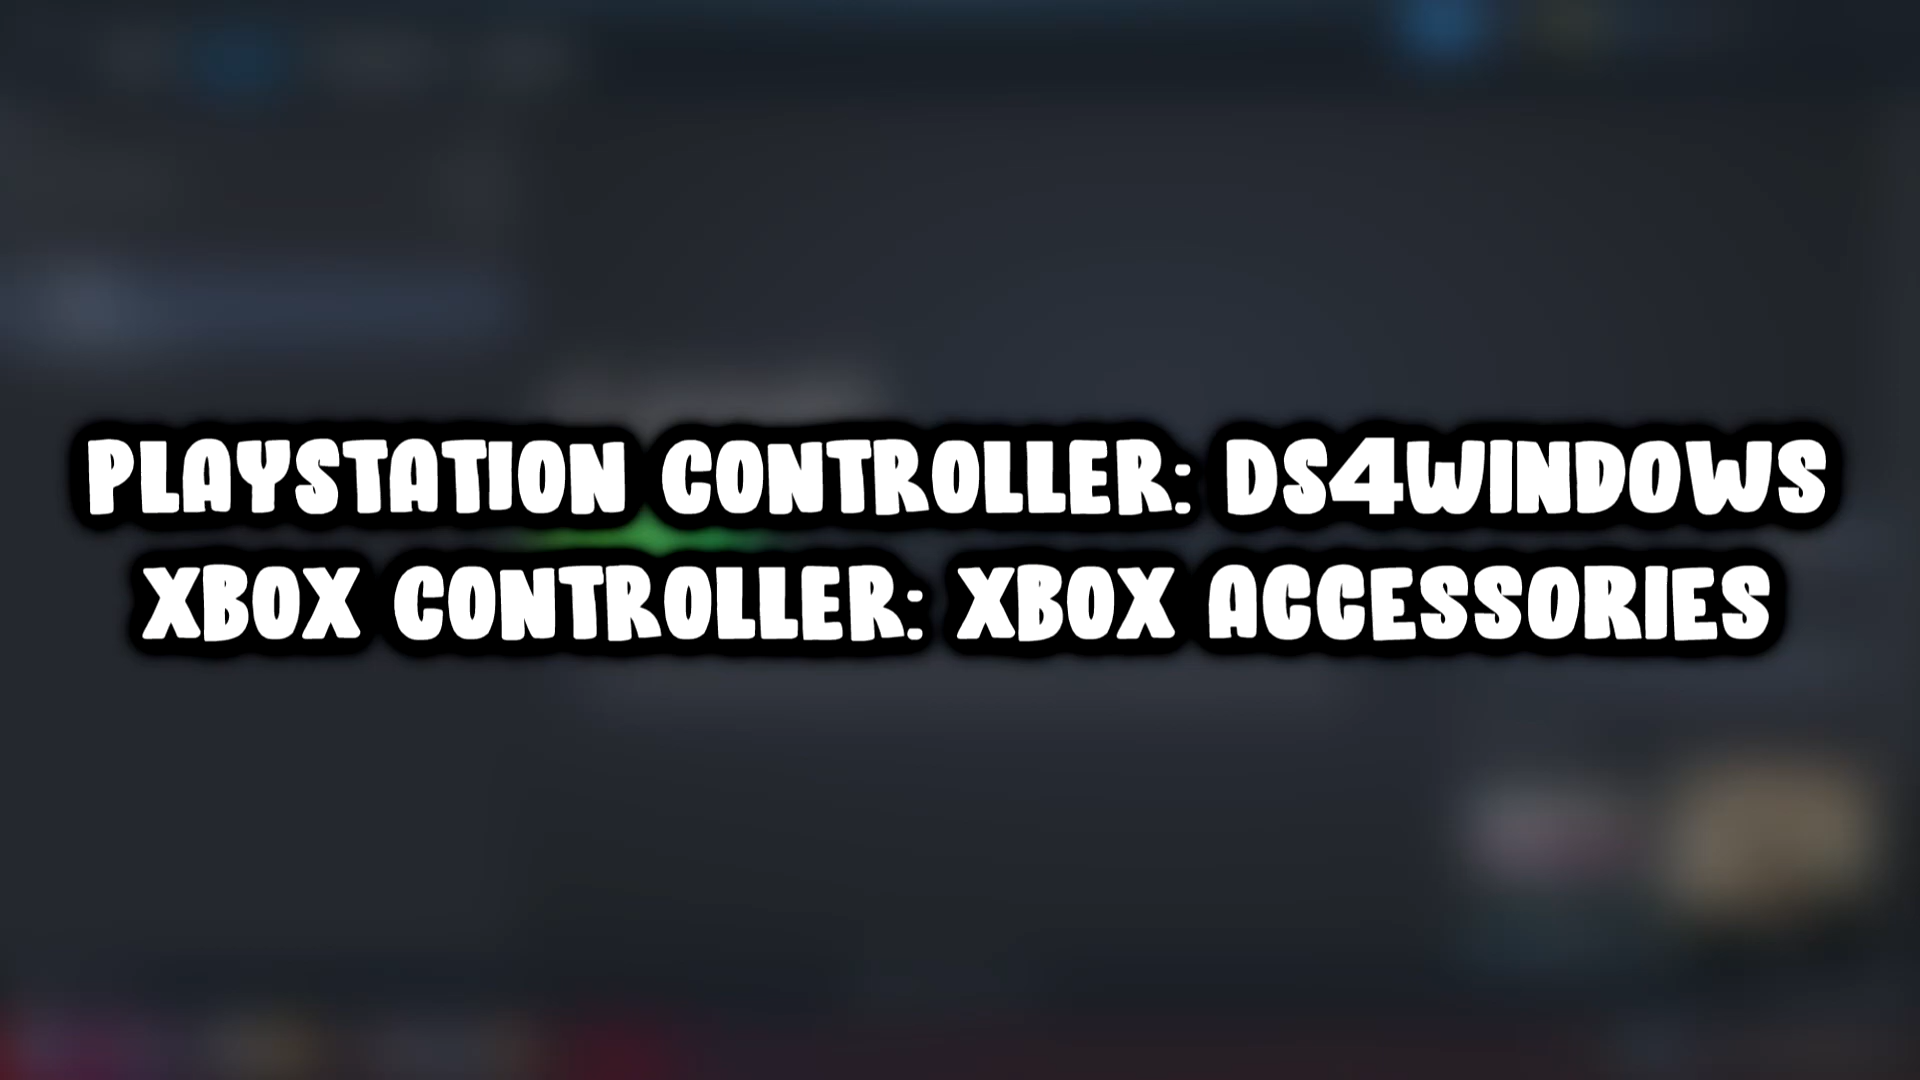 PLAYSTATION CONTROLLER: DS4WINDOWS
XBOX CONTROLLER: XBOX ACCESSORIES